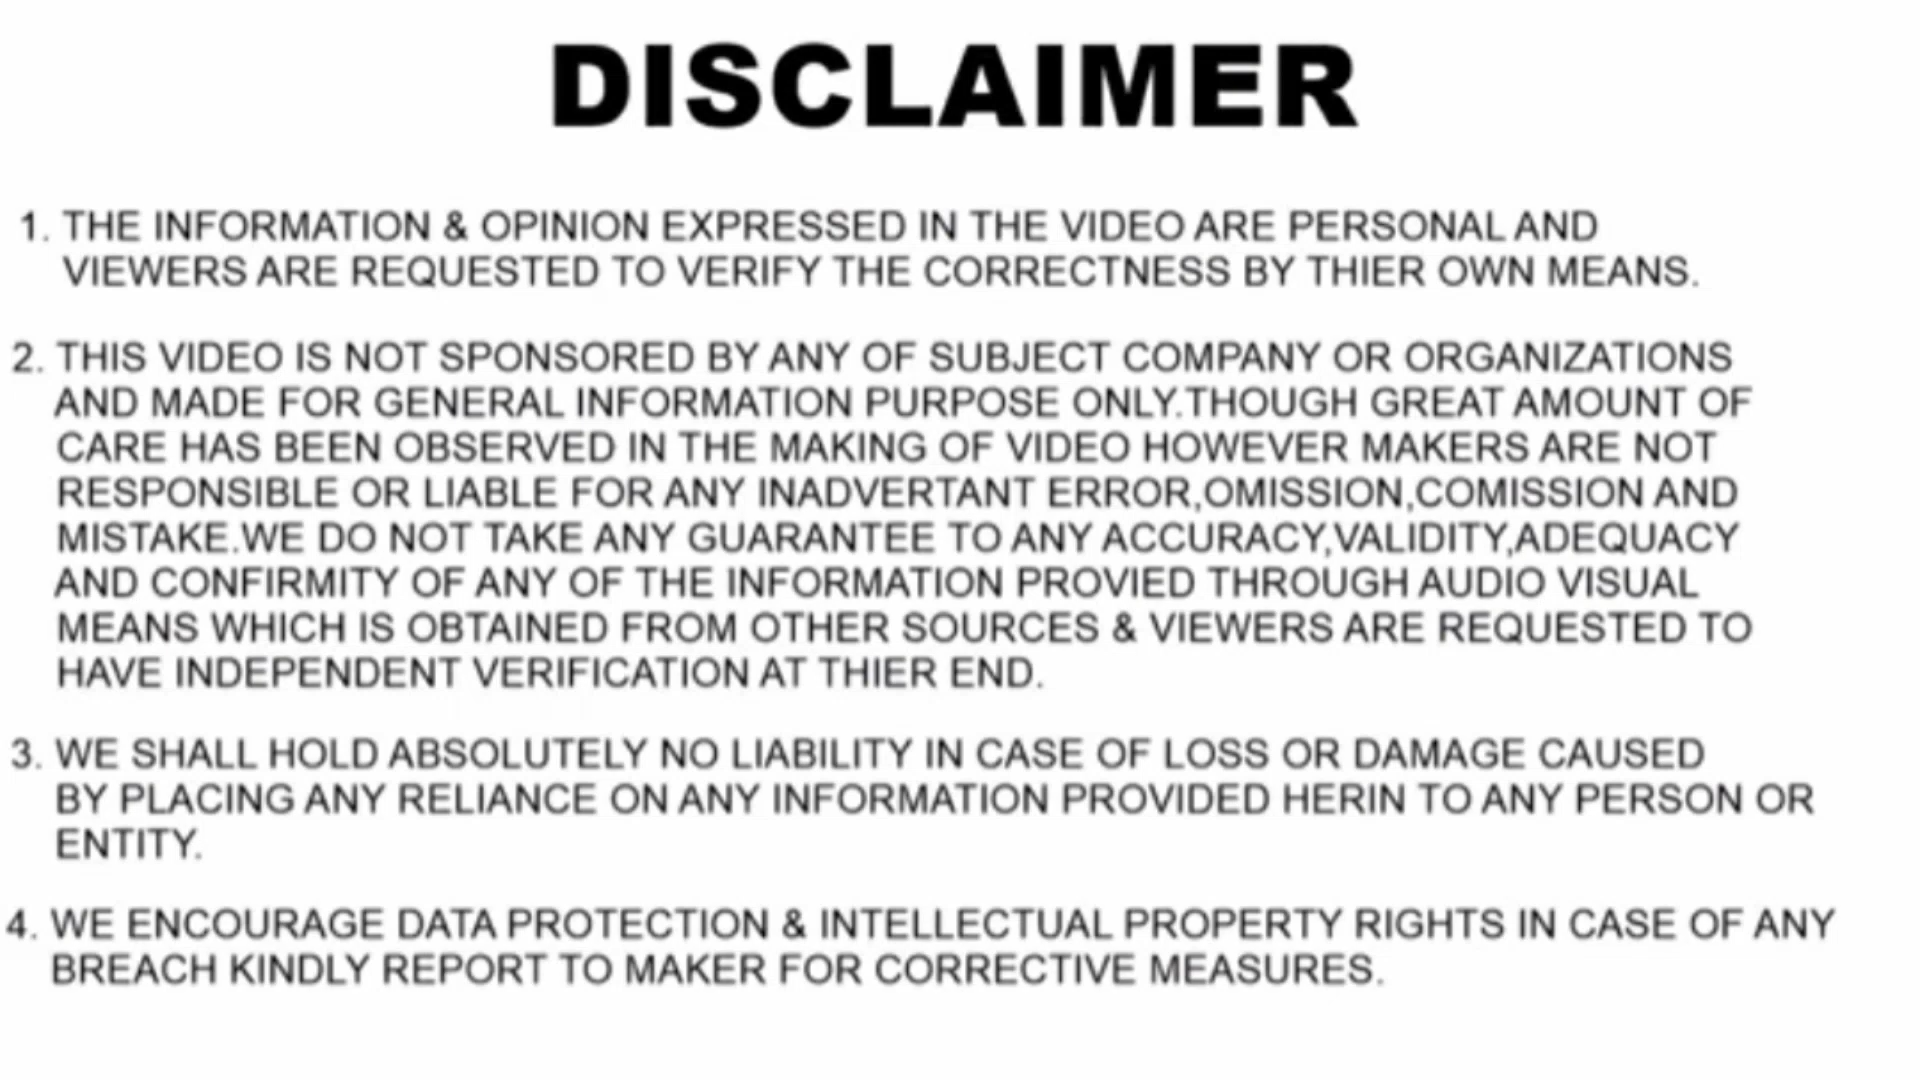 DISCLAIMER
1. THE INFORMATION & OPINION EXPRESSED IN THE VIDEO ARE PERSONAL AND
VIEWERS ARE REQUESTED TO VERIFY THE CORRECTNESS BY THIER OWN MEANS.
2. THIS VIDEO IS NOT SPONSORED BY ANY OF SUBJECT COMPANY OR ORGANIZATIONS
AND MADE FOR GENERAL INFORMATION PURPOSE ONLY.THOUGH GREAT AMOUNT OF
CARE HAS BEEN OBSERVED IN THE MAKING OF VIDEO HOWEVER MAKERS ARE NOT
RESPONSIBLE OR LIABLE FOR ANY INADVERTANT ERROR,OMISSION,COMISSION AND
MISTAKE.WE DO NOT TAKE ANY GUARANTEE TO ANY ACCURACY,VALIDITY,ADEQUACY
AND CONFIRMITY OF ANY OF THE INFORMATION PROVIED THROUGH AUDIO VISUAL
MEANS WHICH IS OBTAINED FROM OTHER SOURCES & VIEWERS ARE REQUESTED TO
HAVE INDEPENDENT VERIFICATION AT THIER END.
3. WE SHALL HOLD ABSOLUTELY NO LIABILITY IN CASE OF LOSS OR DAMAGE CAUSED
BY PLACING ANY RELIANCE ON ANY INFORMATION PROVIDED HERIN TO ANY PERSON OR
ENTITY.
4. WE ENCOURAGE DATA PROTECTION & INTELLECTUAL PROPERTY RIGHTS IN CASE OF ANY
BREACH KINDLY REPORT TO MAKER FOR CORRECTIVE MEASURES.